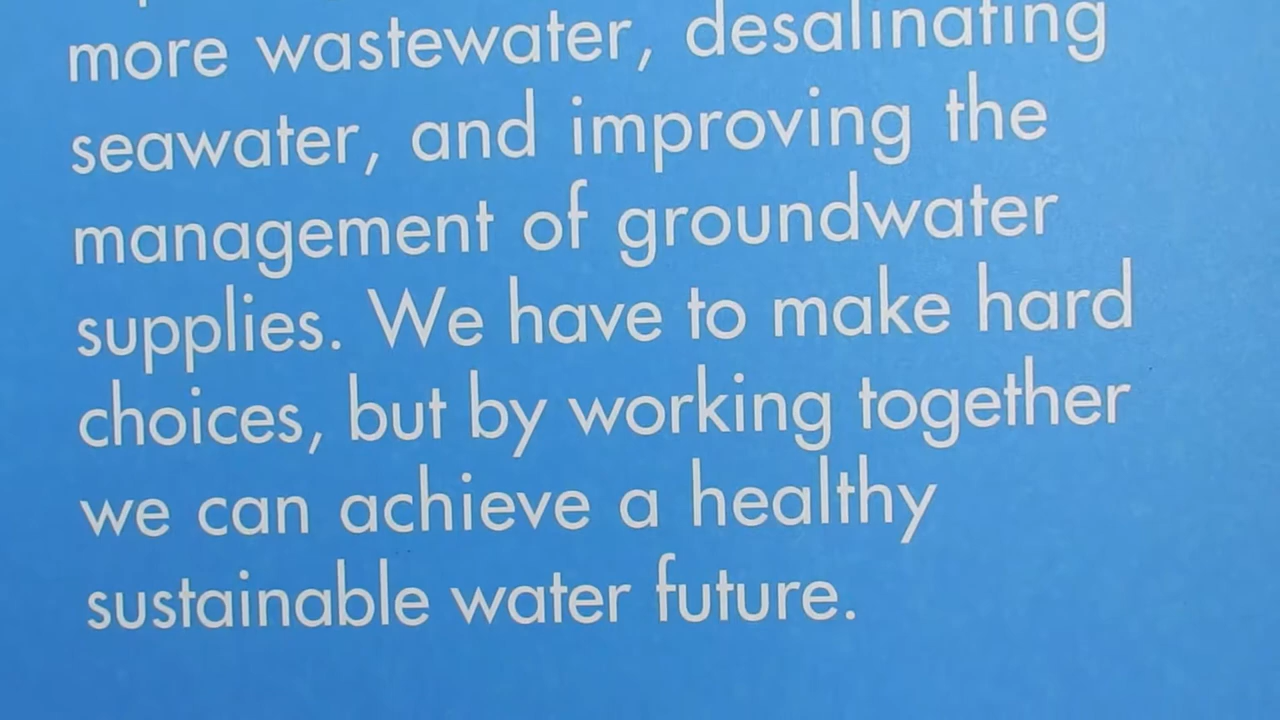 more wastewater, desalinating
seawater, and improving the
management of groundwater
supplies. We have to make hard
choices, but by working together
we can achieve a healthy
sustainable water future.